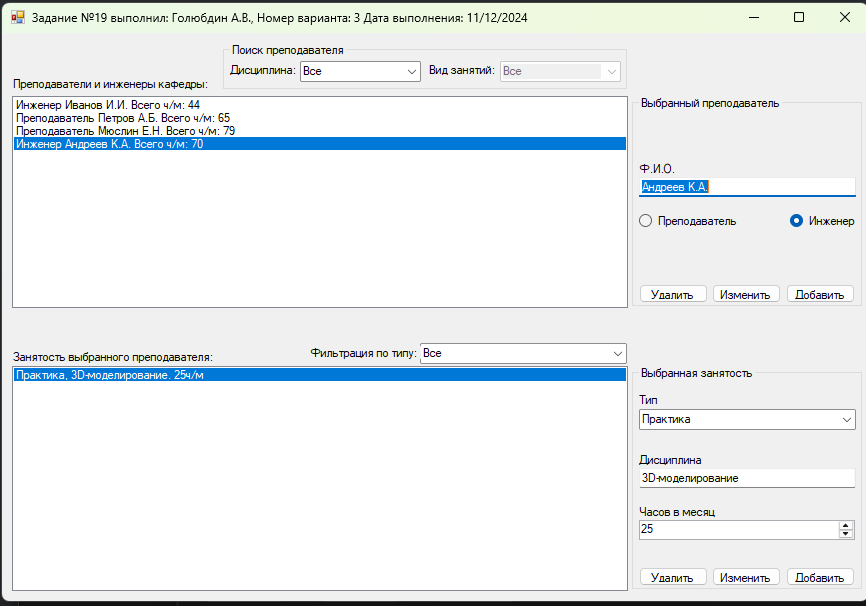 Задание №19 выполнил: Голюбдин А.В., Номер варианта: 3 Дата выполнения: 11/12/2024
Поиск преподавателя
Дисциплина: Все Вид занятий: Все
Преподаватели и инженеры кафедры:
Инженер Иванов И.И. Всего ч/м: 44
Преподаватель Петров А.Б. Всего ч/м: 65
Преподаватель Мюслин Е.Н. Всего ч/м: 79
Инженер Андреев К.А. Всего ч/м: 70
Выбранный преподаватель
Ф.И.О.
Андреев К.А.
Преподаватель Инженер
Удалить Изменить Добавить
Занятость выбранного преподавателя: Фильтрация по типу: Все
Практика, 3D-моделирование. 25ч/м
Выбранная занятость
Тип
Практика
Дисциплина
3D-моделирование
Часов в месяц
25
Удалить Изменить Добавить